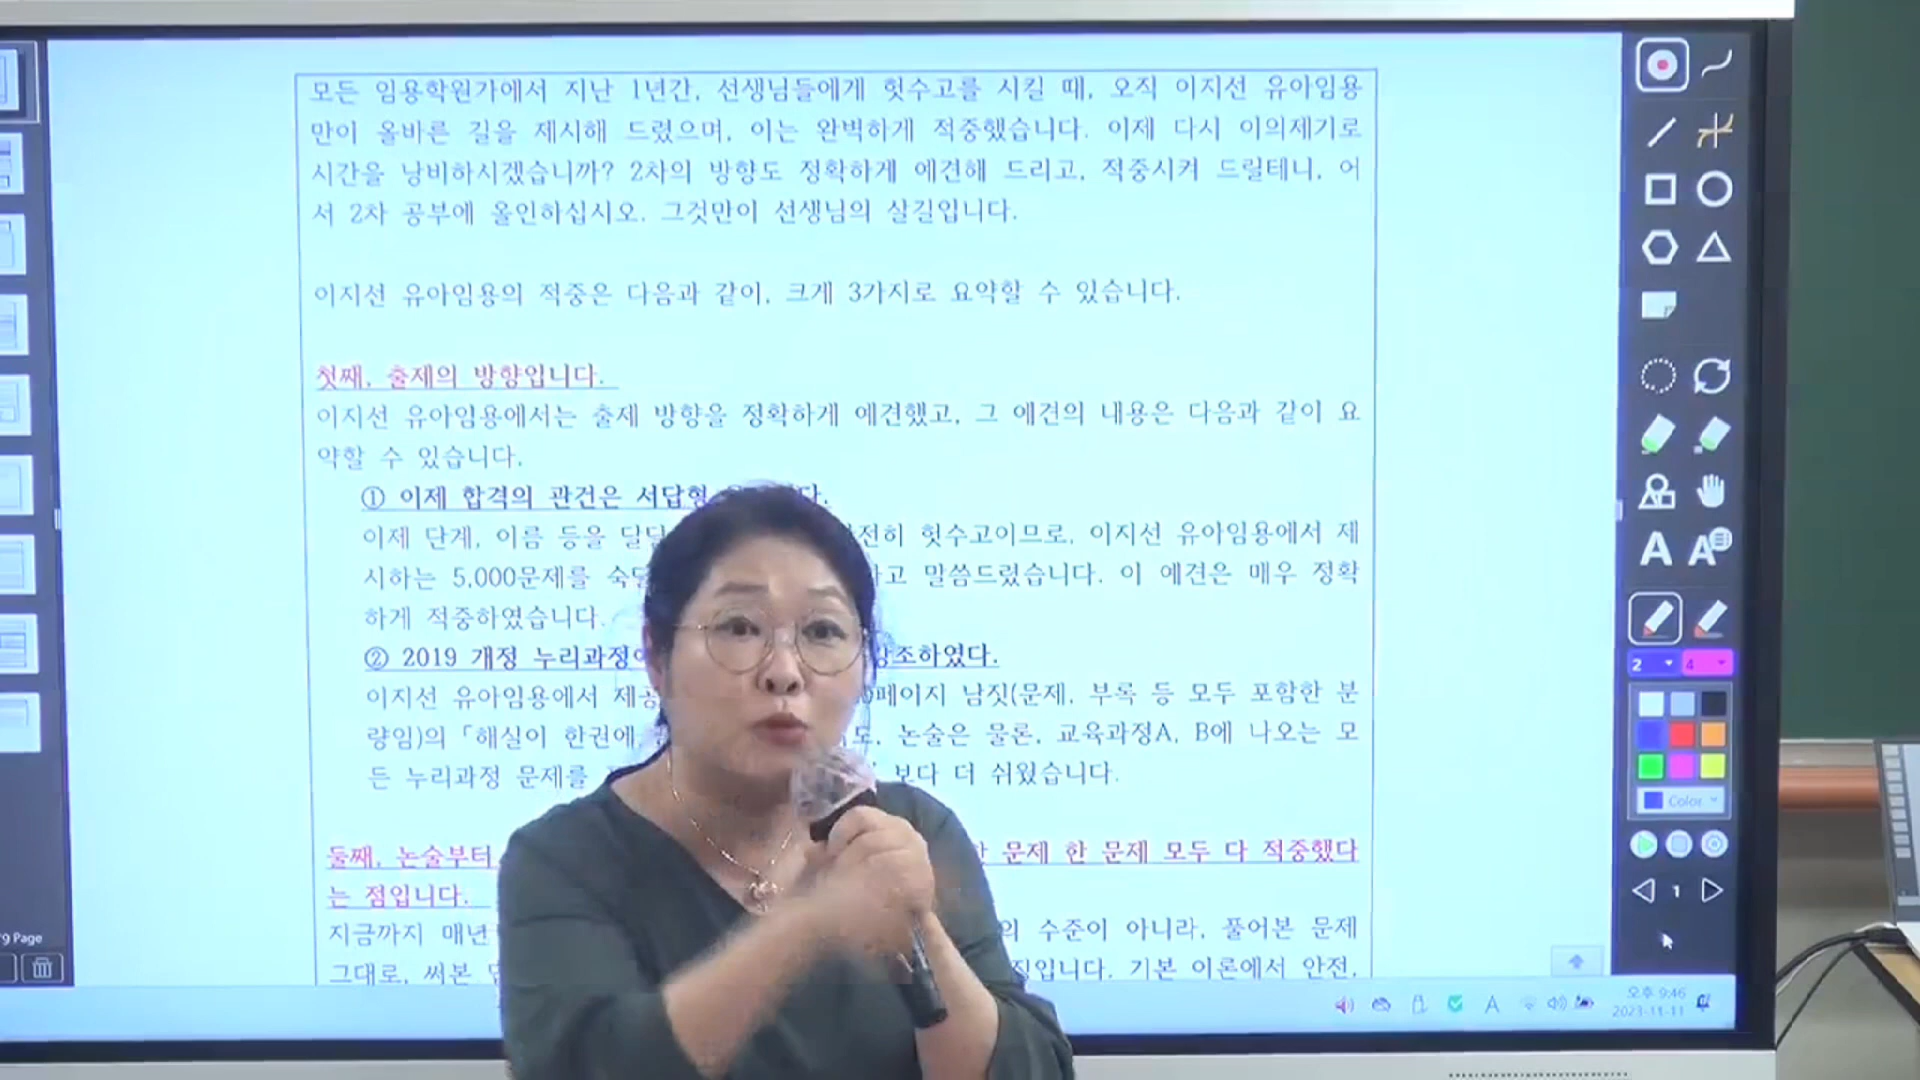 모든 임용학원가에서 지난 1년간, 선생님들에게 헛수고를 시킬 때, 오직 이지선 유아임용
만이 올바른 길을 제시해 드렸으며, 이는 완벽하게 적중했습니다. 이제 다시 이의제기로
시간을 낭비하시겠습니까? 2차의 방향도 정확하게 예견해 드리고, 적중시켜 드릴테니, 어
서 2차 공부에 올인하십시오. 그것만이 선생님의 살길입니다.
이지선 유아임용의 적중은 다음과 같이, 크게 3가지로 요약할 수 있습니다.
첫째, 출제의 방향입니다.
이지선 유아임용에서는 출제 방향을 정확하게 예견했고, 그 예견의 내용은 다음과 같이 요
약할 수 있습니다.
① 이제 합격의 관건은 서답형 다.
이제 단계, 이름 등을 달달 전히 헛수고이므로, 이지선 유아임용에서 제
시하는 5,000문제를 숙달 라고 말씀드렸습니다. 이 예견은 매우 정확
하게 적중하였습니다.
② 2019 개정 누리과정 강조하였다.
이지선 유아임용에서 제공 페이지 남짓(문제, 부록 등 모두 포함한 분
량임)의 「해실이 한권에 도, 논술은 물론, 교육과정A, B에 나오는 모
든 누리과정 문제를 보다 더 쉬웠습니다.
둘째, 논술부터 한 문제 한 문제 모두 다 적중했다
는 점입니다.
지금까지 매년 의 수준이 아니라, 풀어본 문제
그대로, 써본 입니다. 기본 이론에서 안전,
Page
A A
2 4
Color
1
A
오후 9:46
2023-11-11